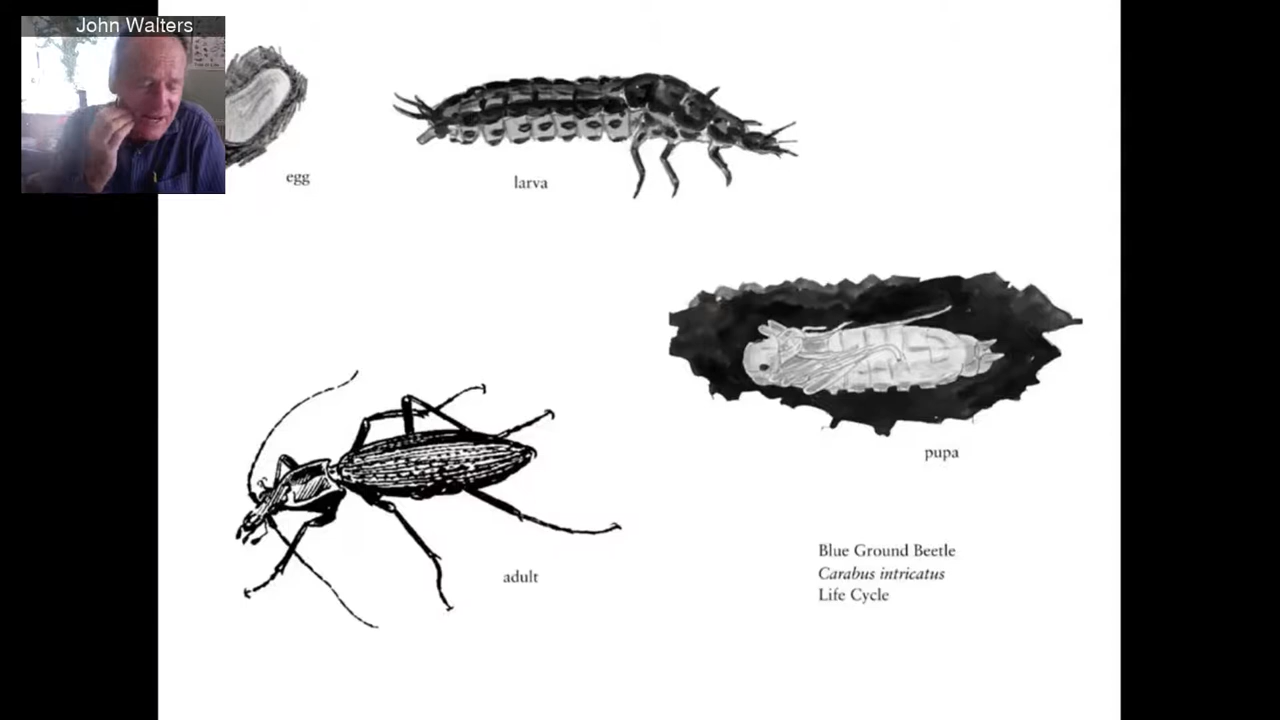 John Walters
egg
larva
pupa
adult
Blue Ground Beetle
Carabus intricatus
Life Cycle